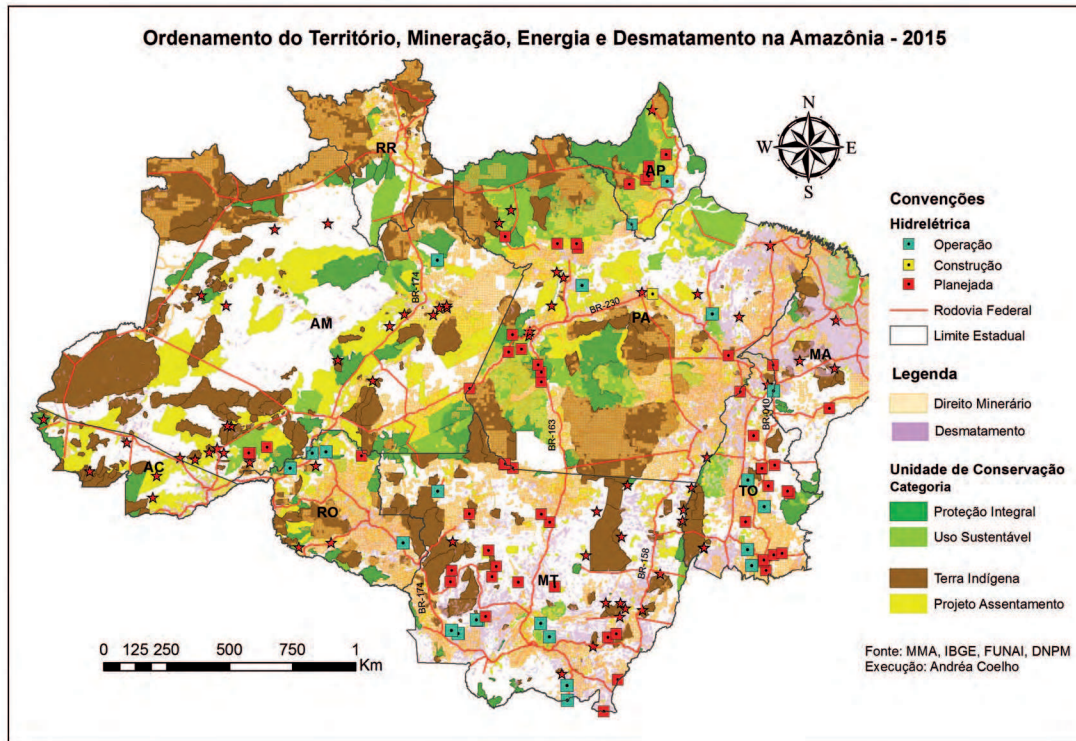 Ordenamento do Território, Mineração, Energia e Desmatamento na Amazônia - 2015
N
W
E
S
RR
AP
AM
PA
MA
AC
RO
MT
TO
BR-174
BR-230
BR-163
BR-010
BR-158
BR-174
Convenções
Hidrelétrica
Operação
Construção
Planejada
Rodovia Federal
Limite Estadual
Legenda
Direito Minerário
Desmatamento
Unidade de Conservação
Categoria
Proteção Integral
Uso Sustentável
Terra Indígena
Projeto Assentamento
0 125 250 500 750 1
Km
Fonte: MMA, IBGE, FUNAI, DNPM
Execução: Andréa Coelho